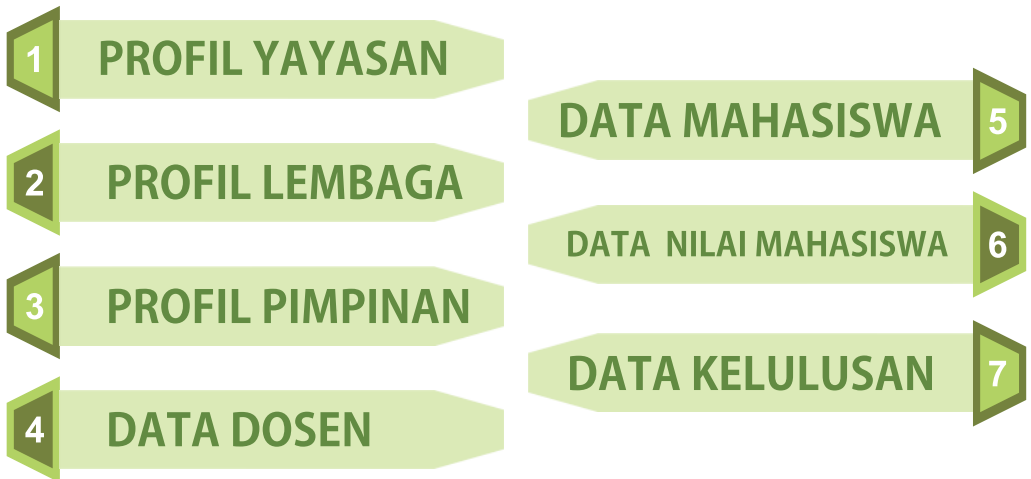 1 PROFIL YAYASAN
2 PROFIL LEMBAGA
3 PROFIL PIMPINAN
4 DATA DOSEN
DATA MAHASISWA 5
DATA NILAI MAHASISWA 6
DATA KELULUSAN 7